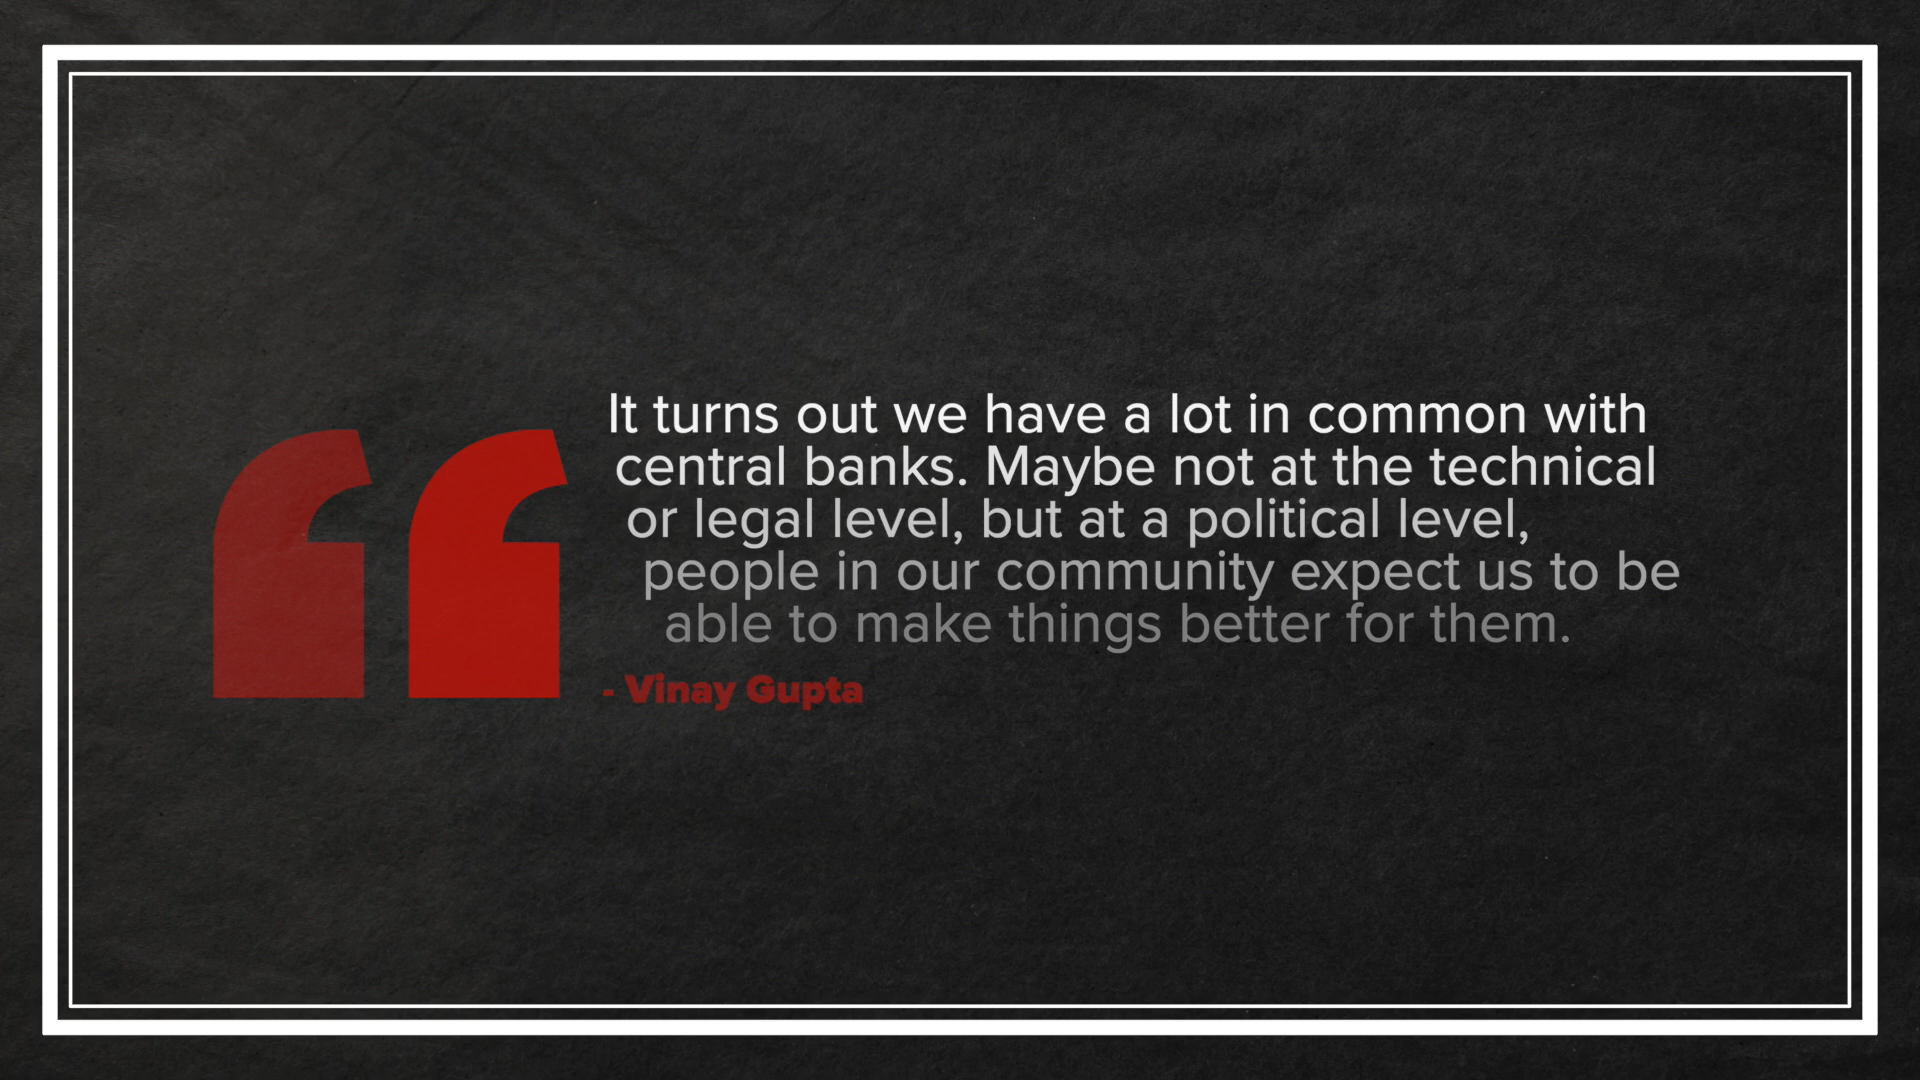 It turns out we have a lot in common with
central banks. Maybe not at the technical
or legal level, but at a political level,
people in our community expect us to be
able to make things better for them.
- Vinay Gupta